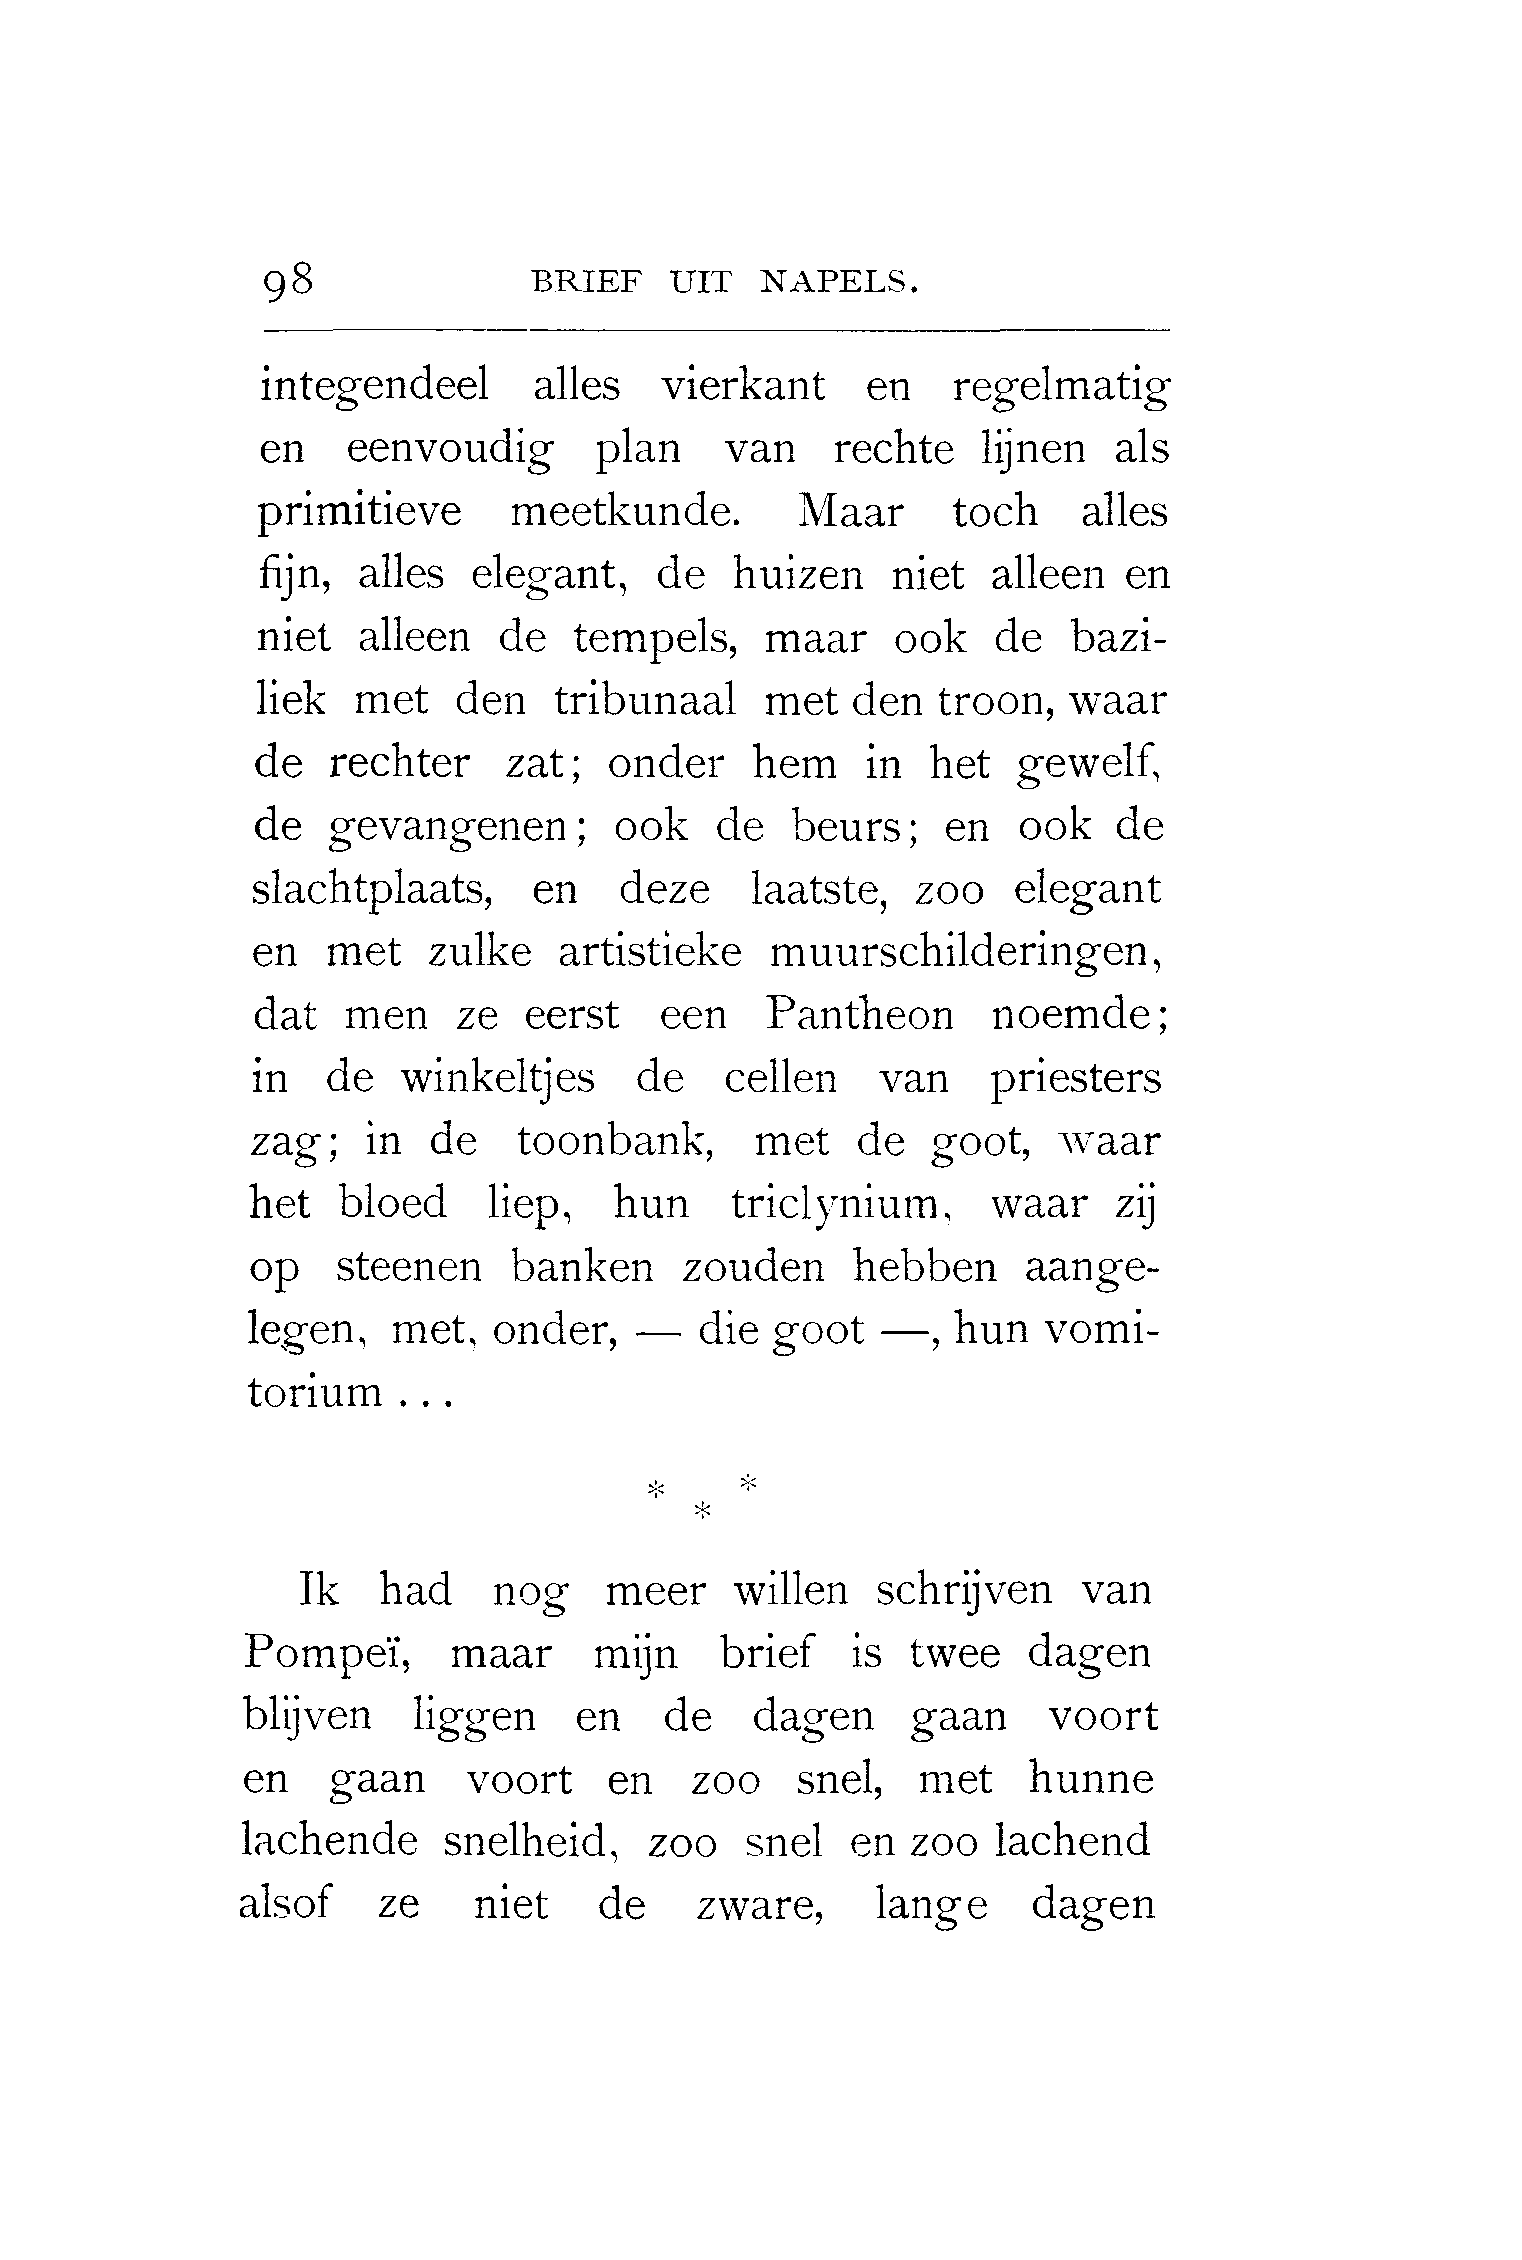 98 BRIEF UIT NAPELS.
integendeel alles vierkant en regelmatig
en eenvoudig plan van rechte lijnen als
primitieve meetkunde. Maar toch alles
fijn, alles elegant, de huizen niet alleen en
niet alleen de tempels, maar ook de bazi-
liek met den tribunaal met den troon, waar
de rechter zat; onder hem in het gewelf,
de gevangenen; ook de beurs; en ook de
slachtplaats, en deze laatste, zoo elegant
en met zulke artistieke muurschilderingen,
dat men ze eerst een Pantheon noemde;
in de winkeltjes de cellen van priesters
zag; in de toonbank, met de goot, waar
het bloed liep, hun triclynium, waar zij
op steenen banken zouden hebben aange-
legen, met, onder, — die goot —, hun vomi-
torium ...
* * *
Ik had nog meer willen schrijven van
Pompeï, maar mijn brief is twee dagen
blijven liggen en de dagen gaan voort
en gaan voort en zoo snel, met hunne
lachende snelheid, zoo snel en zoo lachend
alsof ze niet de zware, lange dagen